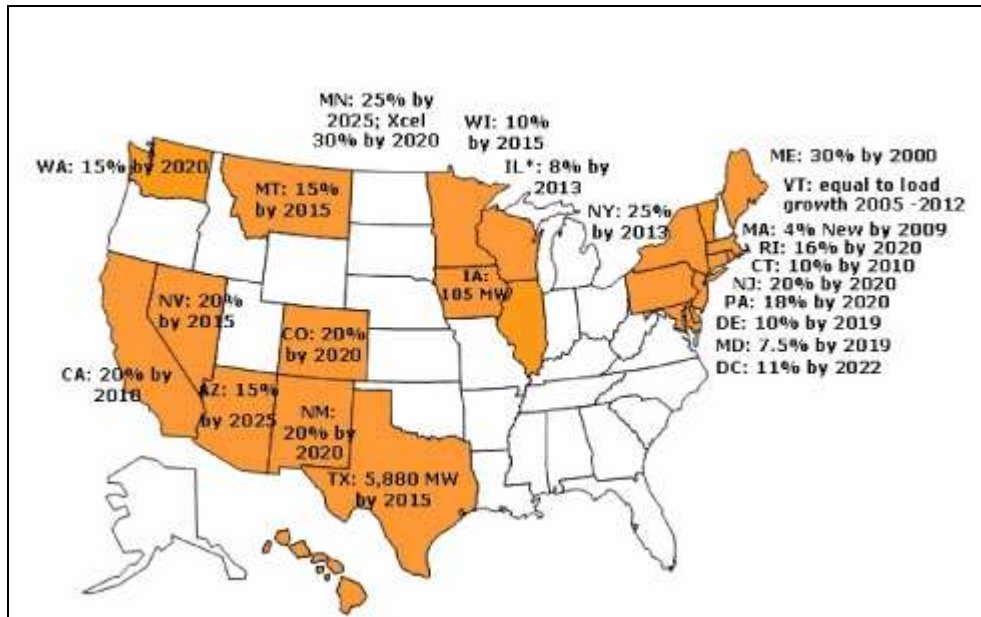 MN: 25% by
2025; Xcel
30% by 2020
WI: 10%
by 2015
IL*: 8% by
2013
WA: 15% by 2020
MT: 15%
by 2015
NY: 25%
by 2013
ME: 30% by 2000
VT: equal to load
growth 2005 -2012
MA: 4% New by 2009
RI: 16% by 2020
CT: 10% by 2010
NJ: 20% by 2020
PA: 18% by 2020
DE: 10% by 2019
MD: 7.5% by 2019
DC: 11% by 2022
IA:
105 MW
NV: 20%
by 2015
CO: 20%
by 2020
CA: 20% by
2010
AZ: 15%
by 2025
NM:
20% by
2020
TX: 5,880 MW
by 2015